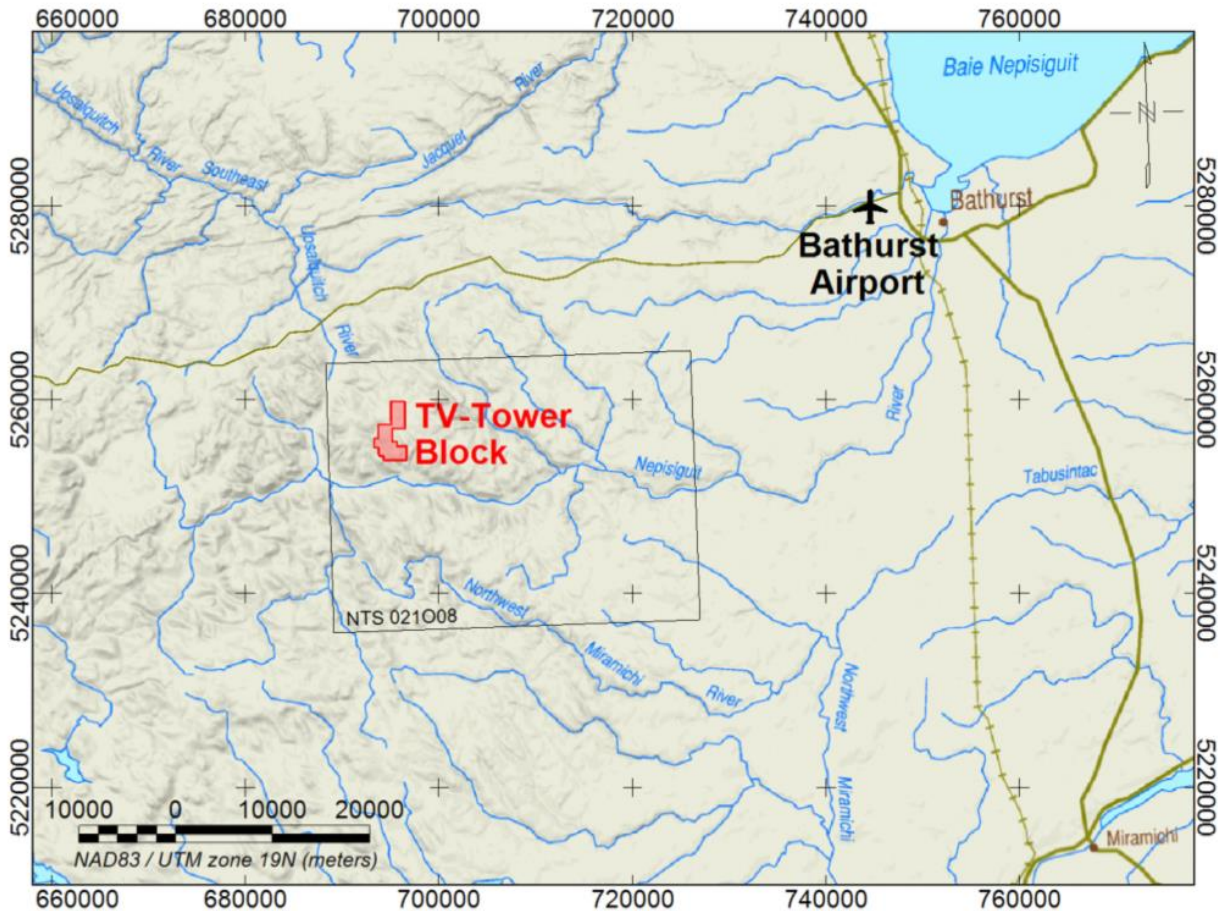 660000 680000 700000 720000 740000 760000
Baie Nepisiguit
Upsalquitch
River
Southeast
Jacquet
River
N
5280000
5280000
Bathurst
Bathurst
Airport
Upsalquitch
River
5260000
5260000
TV-Tower
Block
River
Nepisiguit
Tabusintac
5240000
5240000
NTS 021O08
Northwest
Miramichi
River
Northwest
Miramichi
5220000
5220000
10000 0 10000 20000
NAD83 / UTM zone 19N (meters)
Miramichi
660000 680000 700000 720000 740000 760000